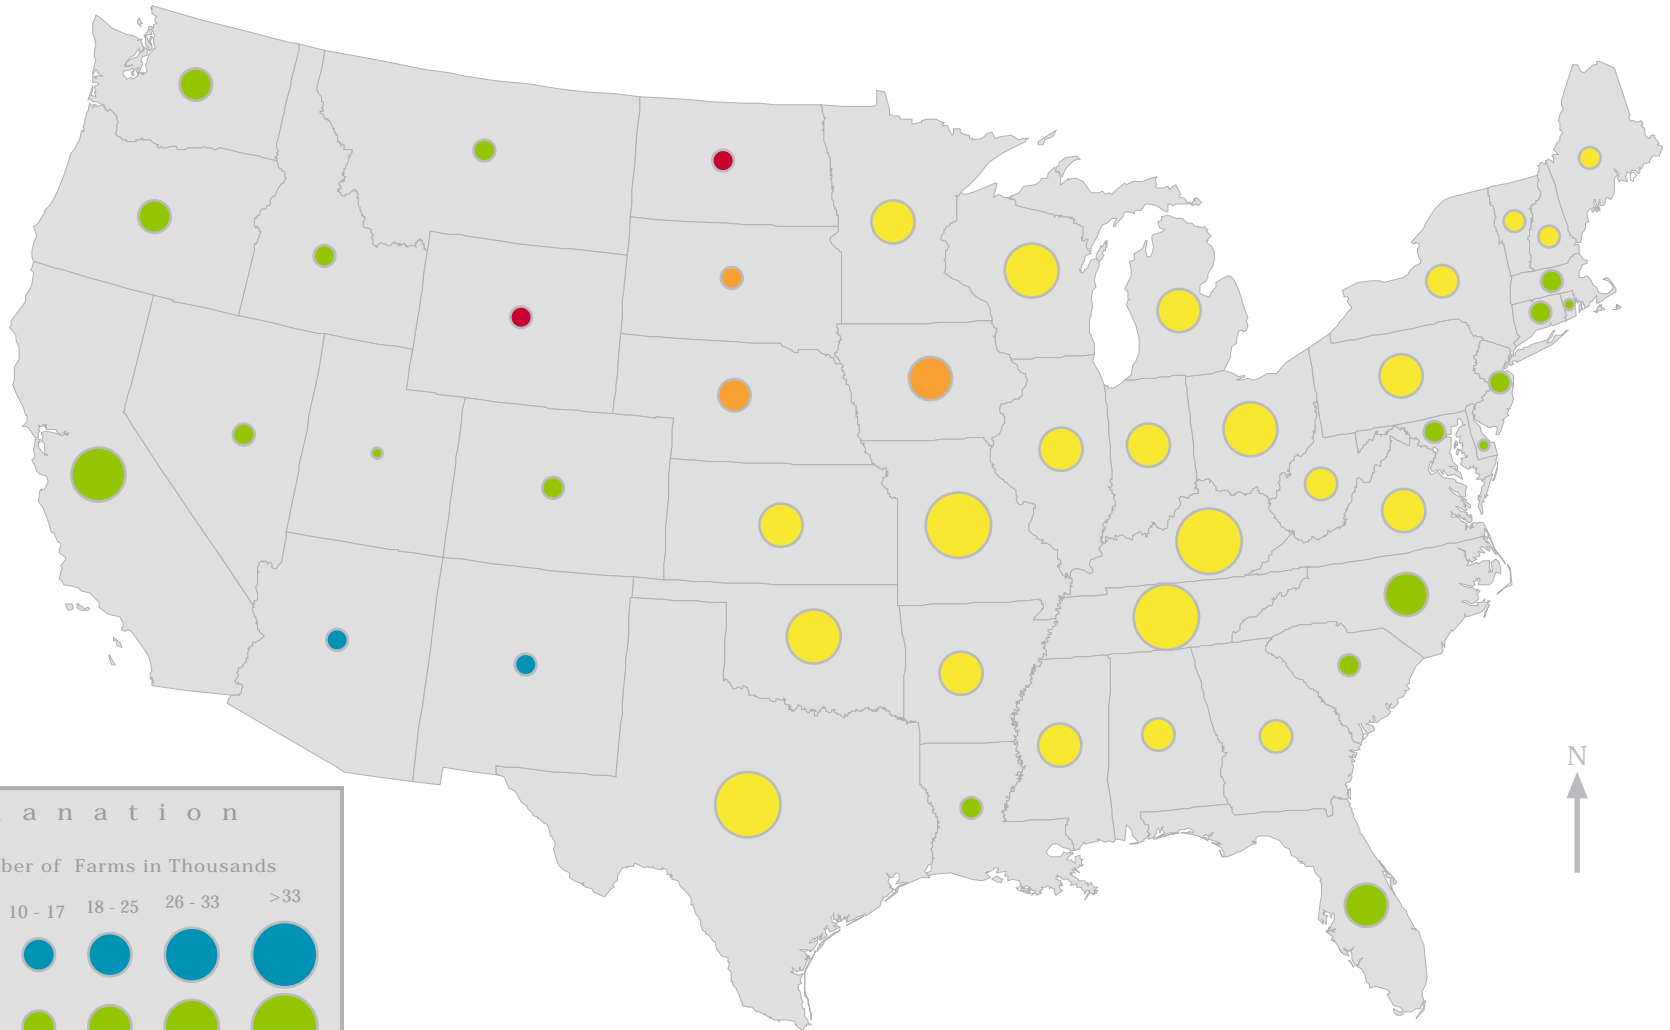 a n a t i o n
ber of Farms in Thousands
10 - 17 18 - 25 26 - 33 >33
N